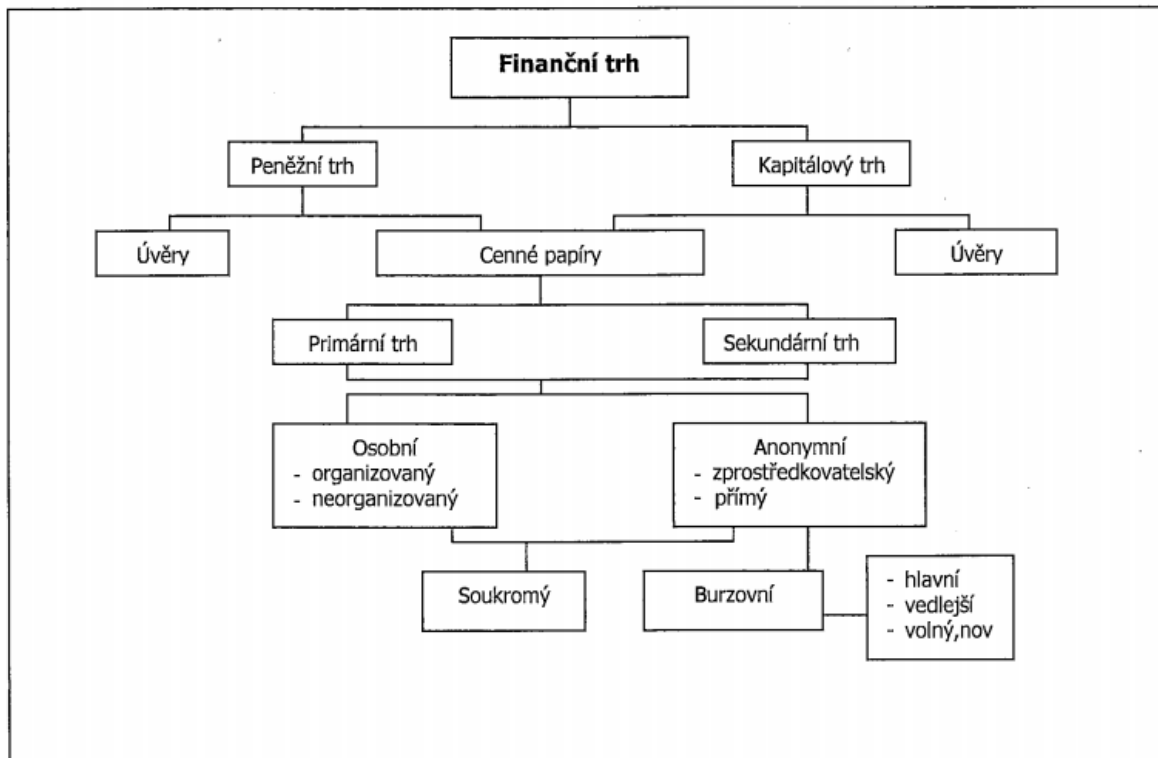 Finanční trh
Peněžní trh
Kapitálový trh
Úvěry
Cenné papíry
Úvěry
Primární trh
Sekundární trh
Osobní
- organizovaný
- neorganizovaný
Anonymní
- zprostředkovatelský
- přímý
Soukromý
Burzovní
- hlavní
- vedlejší
- volný,nov